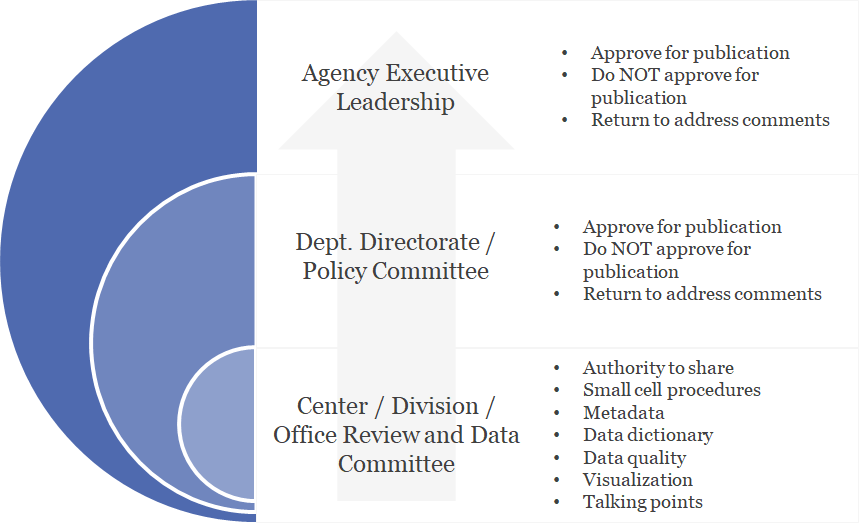 Agency Executive
Leadership
• Approve for publication
• Do NOT approve for
publication
• Return to address comments
Dept. Directorate /
Policy Committee
• Approve for publication
• Do NOT approve for
publication
• Return to address comments
Center / Division /
Office Review and Data
Committee
• Authority to share
• Small cell procedures
• Metadata
• Data dictionary
• Data quality
• Visualization
• Talking points